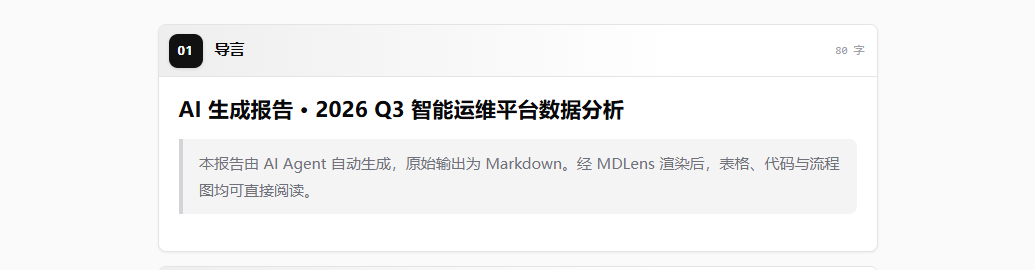 01 导言 80 字
AI 生成报告 • 2026 Q3 智能运维平台数据分析
本报告由 AI Agent 自动生成，原始输出为 Markdown。经 MDLens 渲染后，表格、代码与流程
图均可直接阅读。